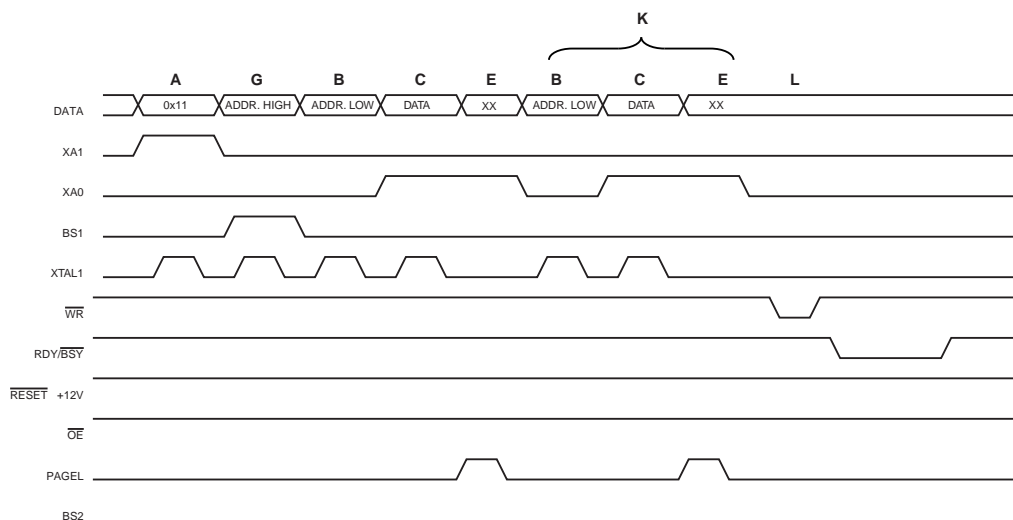 K
A G B C E B C E L
DATA 0x11 ADDR. HIGH ADDR. LOW DATA XX ADDR. LOW DATA XX
XA1
XA0
BS1
XTAL1
WR
RDY/BSY
RESET +12V
OE
PAGEL
BS2